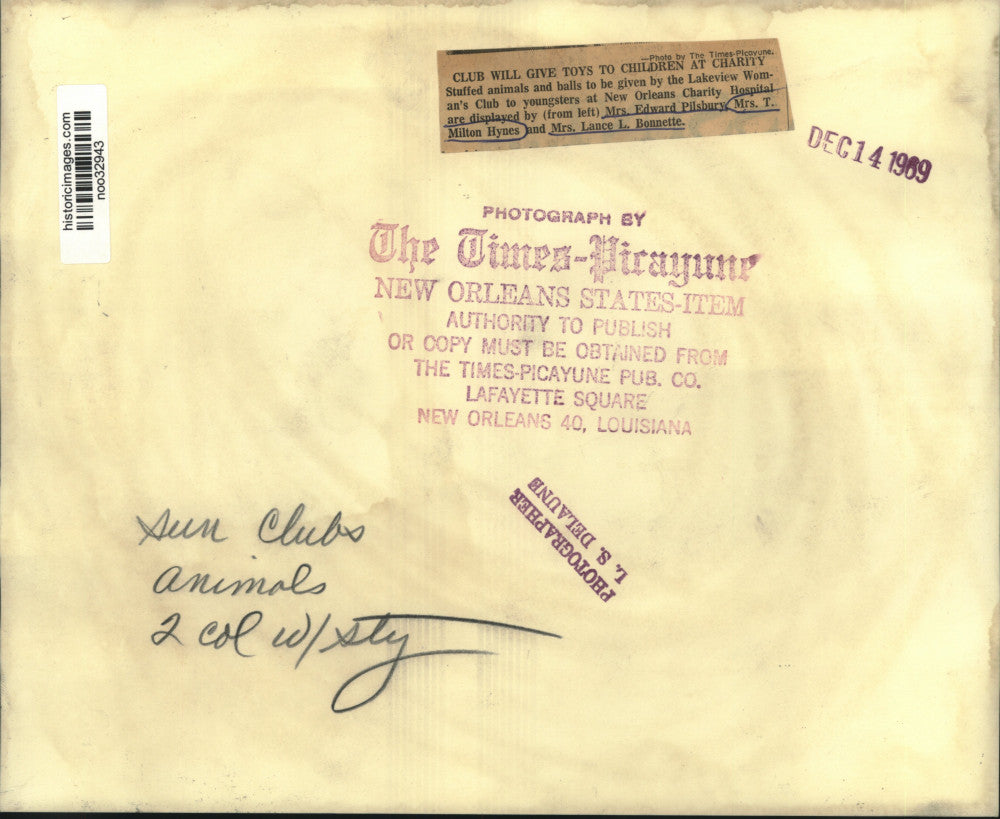 —Photo by The Times-Picayune.
CLUB WILL GIVE TOYS TO CHILDREN AT CHARITY
Stuffed animals and balls to be given by the Lakeview Wom-
an's Club to youngsters at New Orleans Charity Hospital
are displayed by (from left) Mrs. Edward Pilsbury, Mrs. T.
Milton Hynes and Mrs. Lance L. Bonnette.
historicimages.com
noo32943
DEC 14 1969
PHOTOGRAPH BY
The Times-Picayune
NEW ORLEANS STATES-ITEM
AUTHORITY TO PUBLISH
OR COPY MUST BE OBTAINED FROM
THE TIMES-PICAYUNE PUB. CO.
LAFAYETTE SQUARE
NEW ORLEANS 40, LOUISIANA
PHOTOGRAPHER
L. S. DELAUNE
Sun Clubs
animals
2 col w/sty